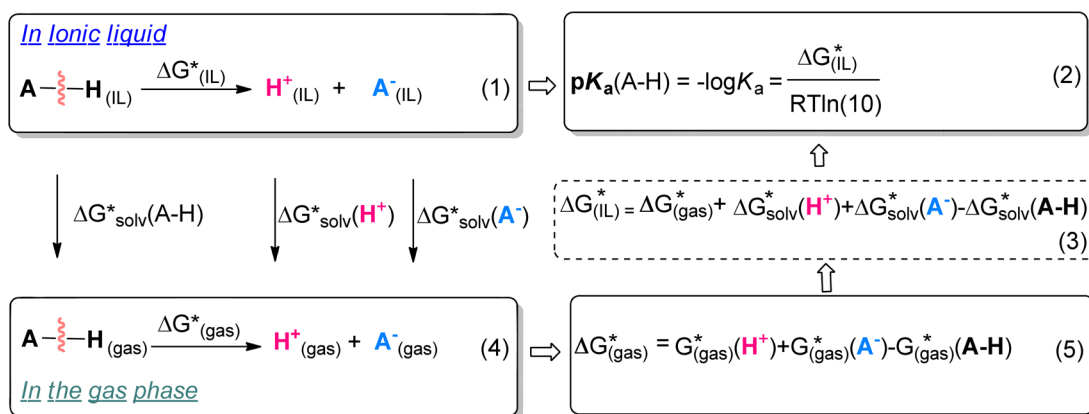 In Ionic liquid
A H(IL) ΔG*(IL) H⁺(IL) + A⁻(IL) (1)
pKₐ(A-H) = -logKₐ = ΔG*(IL) / RTln(10) (2)
ΔG*solv(A-H) ΔG*solv(H⁺) ΔG*solv(A⁻)
ΔG*(IL) = ΔG*(gas)+ ΔG*solv(H⁺)+ΔG*solv(A⁻)-ΔG*solv(A-H)
(3)
A H(gas) ΔG*(gas) H⁺(gas) + A⁻(gas) (4)
In the gas phase
ΔG*(gas) = G*(gas)(H⁺)+G*(gas)(A⁻)-G*(gas)(A-H) (5)